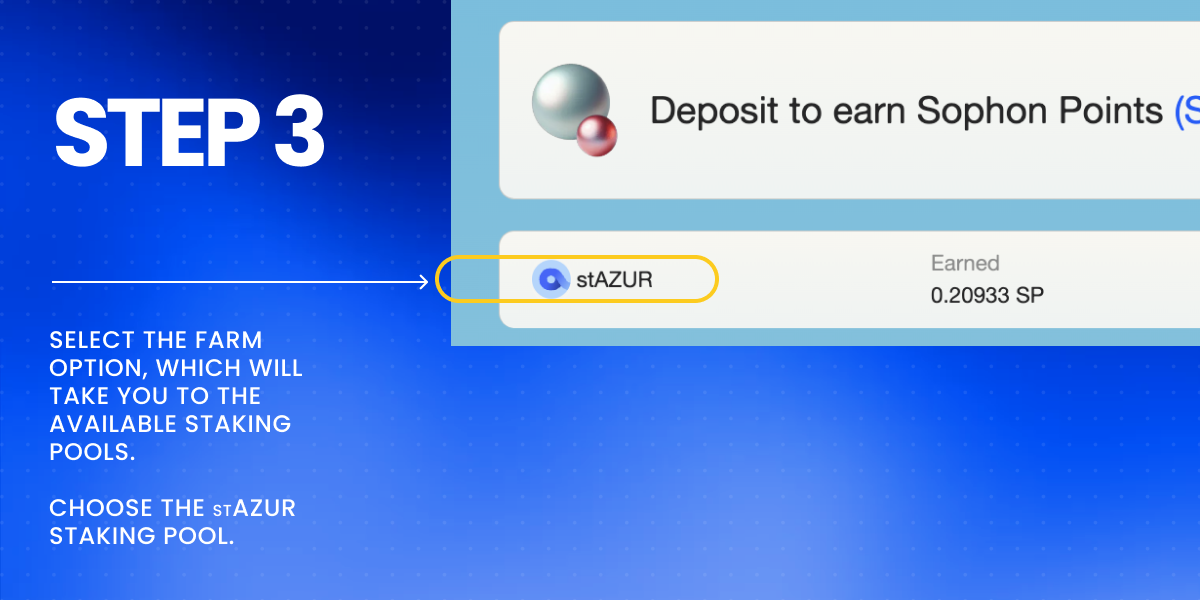 STEP 3
SELECT THE FARM
OPTION, WHICH WILL
TAKE YOU TO THE
AVAILABLE STAKING
POOLS.
CHOOSE THE stAZUR
STAKING POOL.
Deposit to earn Sophon Points (S
stAZUR
Earned
0.20933 SP